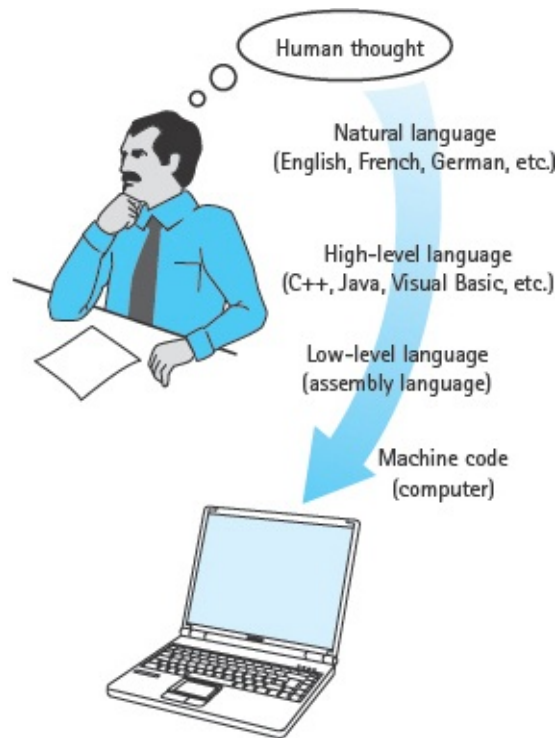 Human thought
Natural language
(English, French, German, etc.)
High-level language
(C++, Java, Visual Basic, etc.)
Low-level language
(assembly language)
Machine code
(computer)